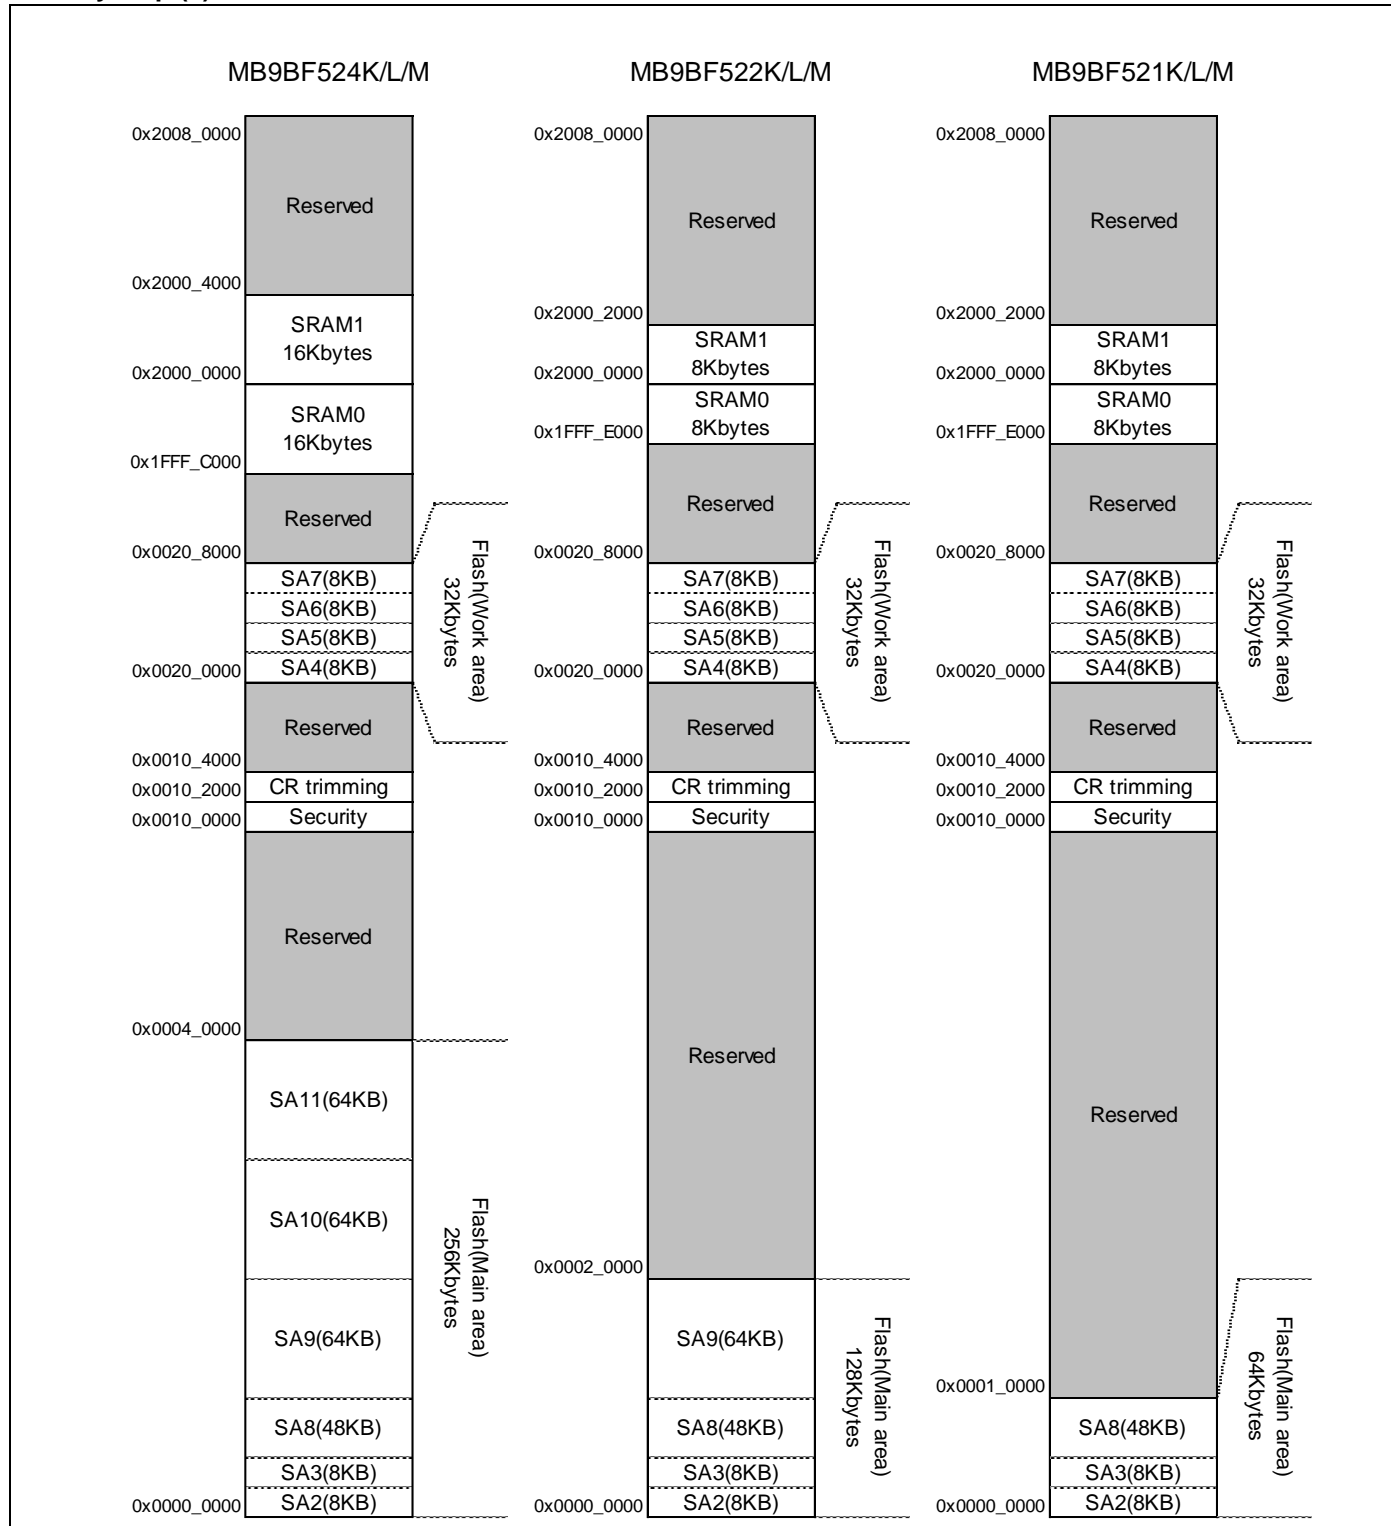 MB9BF524K/L/M
0x2008_0000
Reserved
0x2000_4000
SRAM1
16Kbytes
0x2000_0000
SRAM0
16Kbytes
0x1FFF_C000
Reserved
0x0020_8000
SA7(8KB)
SA6(8KB)
SA5(8KB)
0x0020_0000
SA4(8KB)
Flash(Work area)
32Kbytes
Reserved
0x0010_4000
0x0010_2000
CR trimming
0x0010_0000
Security
Reserved
0x0004_0000
SA11(64KB)
SA10(64KB)
SA9(64KB)
SA8(48KB)
SA3(8KB)
0x0000_0000
SA2(8KB)
Flash(Main area)
256Kbytes
MB9BF522K/L/M
0x2008_0000
Reserved
0x2000_2000
SRAM1
8Kbytes
0x2000_0000
SRAM0
8Kbytes
0x1FFF_E000
Reserved
0x0020_8000
SA7(8KB)
SA6(8KB)
SA5(8KB)
0x0020_0000
SA4(8KB)
Flash(Work area)
32Kbytes
Reserved
0x0010_4000
0x0010_2000
CR trimming
0x0010_0000
Security
Reserved
0x0002_0000
SA9(64KB)
SA8(48KB)
SA3(8KB)
0x0000_0000
SA2(8KB)
Flash(Main area)
128Kbytes
MB9BF521K/L/M
0x2008_0000
Reserved
0x2000_2000
SRAM1
8Kbytes
0x2000_0000
SRAM0
8Kbytes
0x1FFF_E000
Reserved
0x0020_8000
SA7(8KB)
SA6(8KB)
SA5(8KB)
0x0020_0000
SA4(8KB)
Flash(Work area)
32Kbytes
Reserved
0x0010_4000
0x0010_2000
CR trimming
0x0010_0000
Security
Reserved
0x0001_0000
SA8(48KB)
SA3(8KB)
0x0000_0000
SA2(8KB)
Flash(Main area)
64Kbytes